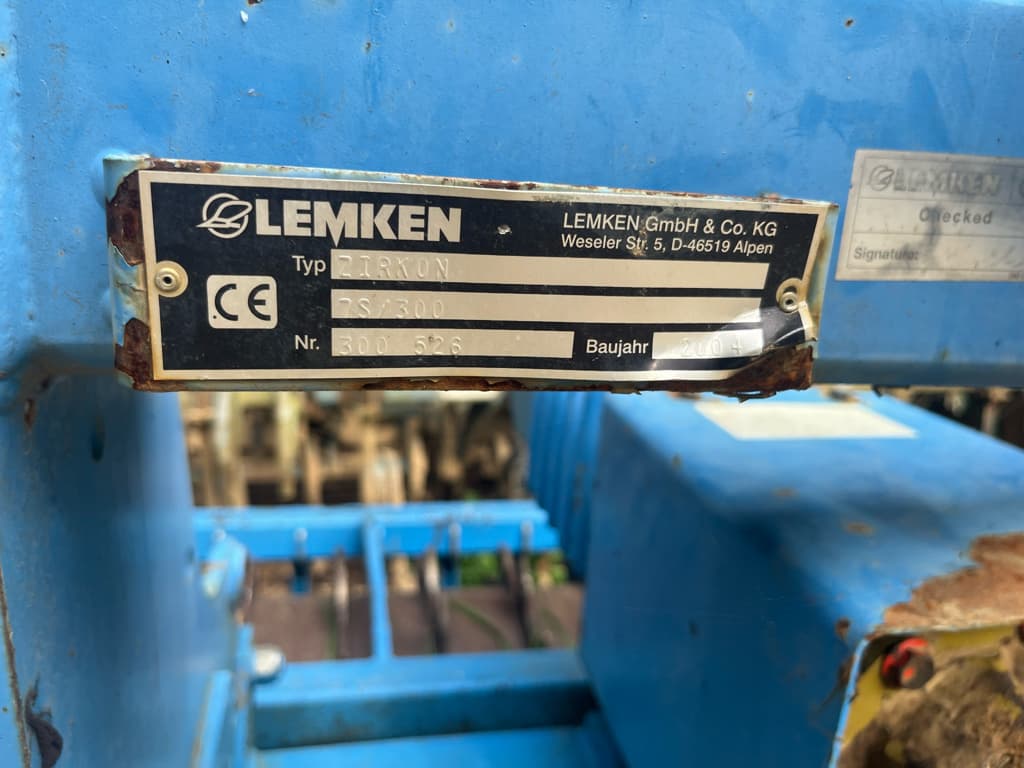 LEMKEN
LEMKEN GmbH & Co. KG
Weseler Str. 5, D-46519 Alpen
Typ ZIRKON
7S/300
CE
Nr. 300 528 Baujahr 2004
LEMKEN
Checked
Signature: